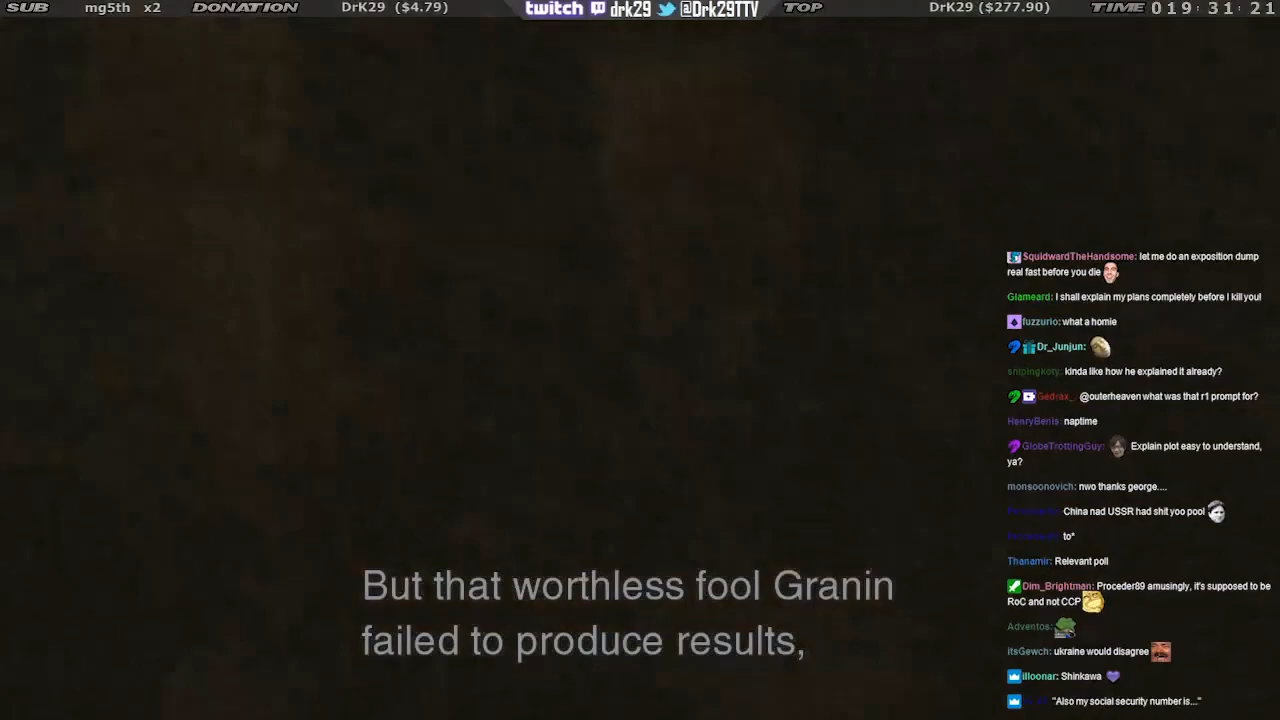 SUB mg5th x2 DONATION DrK29 ($4.79) twitch drk29 @Drk29TTV TOP DrK29 ($277.90) TIME 019:31:21
SquidwardTheHandsome: let me do an exposition dump
real fast before you die
Glameard: I shall explain my plans completely before I kill you!
fuzzurio: what a homie
Dr_Junjun:
snipingkoty: kinda like how he explained it already?
Gedrax_: @outerheaven what was that r1 prompt for?
HenryBenis: naptime
GlobeTrottingGuy: Explain plot easy to understand,
ya?
monsoonovich: nwo thanks george....
China nad USSR had shit yoo pool
to*
Thanamir: Relevant poll
Dim_Brightman: Proceder89 amusingly, it's supposed to be
RoC and not CCP
Adventos:
itsGewch: ukraine would disagree
illoonar: Shinkawa
"Also my social security number is..."
But that worthless fool Granin
failed to produce results,